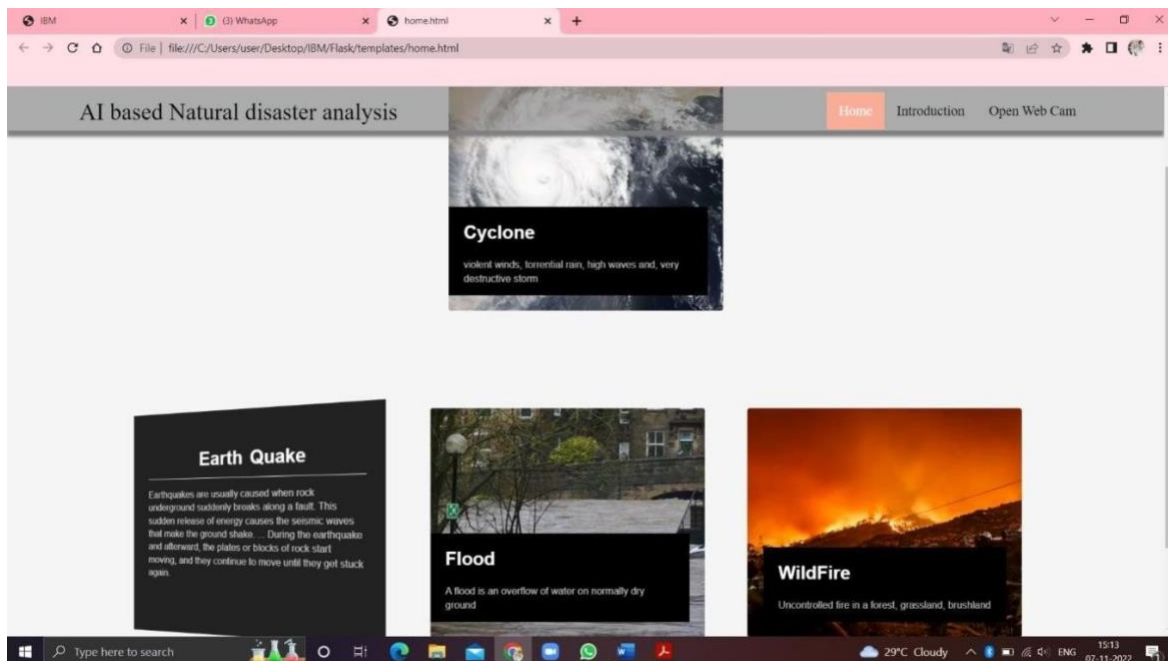 IBM
(3) WhatsApp
home.html
File | file:///C:/Users/user/Desktop/IBM/Flask/templates/home.html
AI based Natural disaster analysis
Home
Introduction
Open Web Cam
Cyclone
violent winds, torrential rain, high waves and, very
destructive storm
Earth Quake
Earthquakes are usually caused when rock
underground suddenly breaks along a fault. This
sudden release of energy causes the seismic waves
that make the ground shake. ... During the earthquake
and afterward, the plates or blocks of rock start
moving, and they continue to move until they get stuck
again.
Flood
A flood is an overflow of water on normally dry
ground
WildFire
Uncontrolled fire in a forest, grassland, brushland
Type here to search
29°C Cloudy
ENG
15:13
07-11-2022